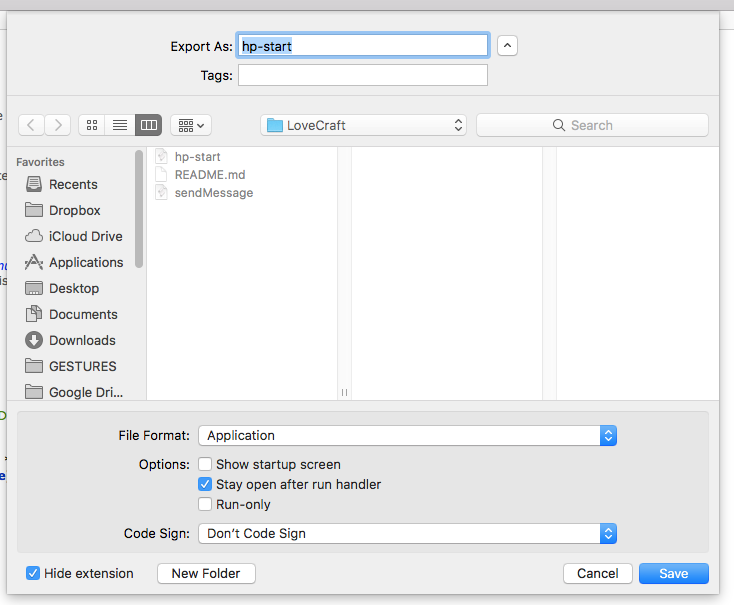 Export As: hp-start
Tags:
LoveCraft
Search
Favorites
Recents
Dropbox
iCloud Drive
Applications
Desktop
Documents
Downloads
GESTURES
Google Dri...
hp-start
README.md
sendMessage
File Format: Application
Options: Show startup screen
Stay open after run handler
Run-only
Code Sign: Don't Code Sign
Hide extension
New Folder
Cancel
Save